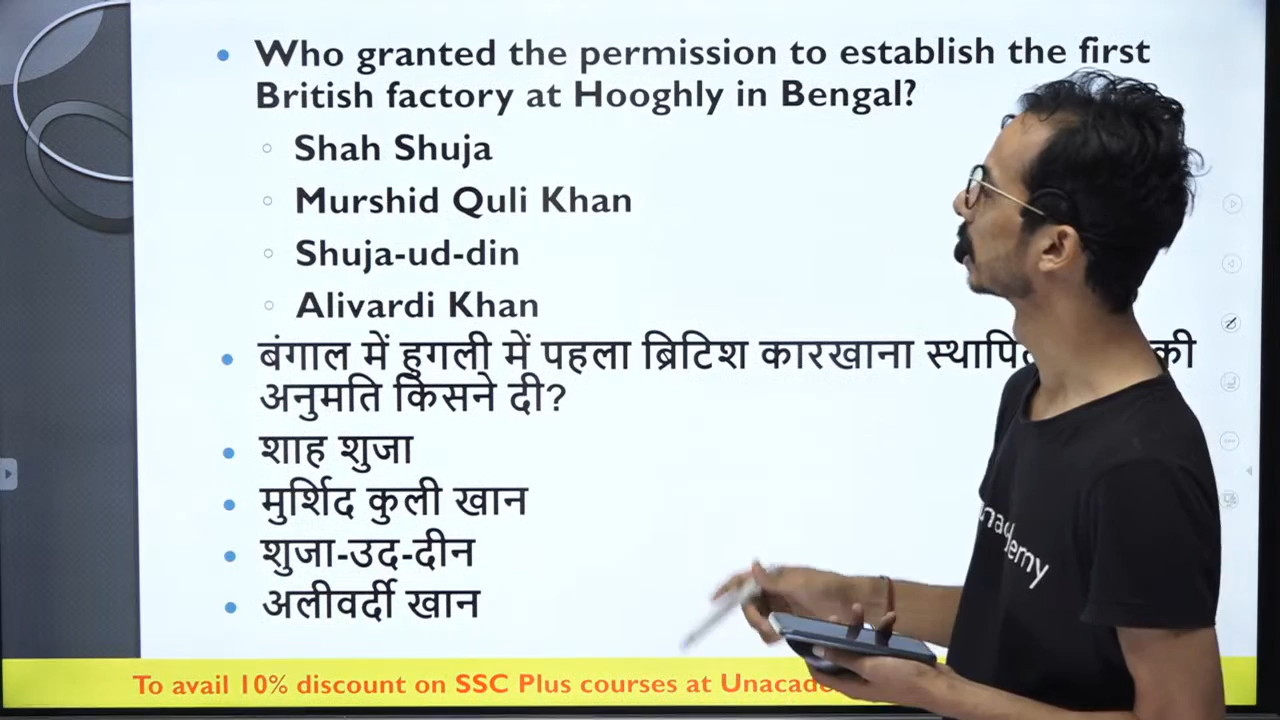 Who granted the permission to establish the first
British factory at Hooghly in Bengal?
Shah Shuja
Murshid Quli Khan
Shuja-ud-din
Alivardi Khan
बंगाल में हुगली में पहला ब्रिटिश कारखाना की
अनुमति किसने दी?
शाह शुजा
मुर्शिद कुली खान
शुजा-उद-दीन
अलीवर्दी खान
To avail 10% discount on SSC Plus courses at